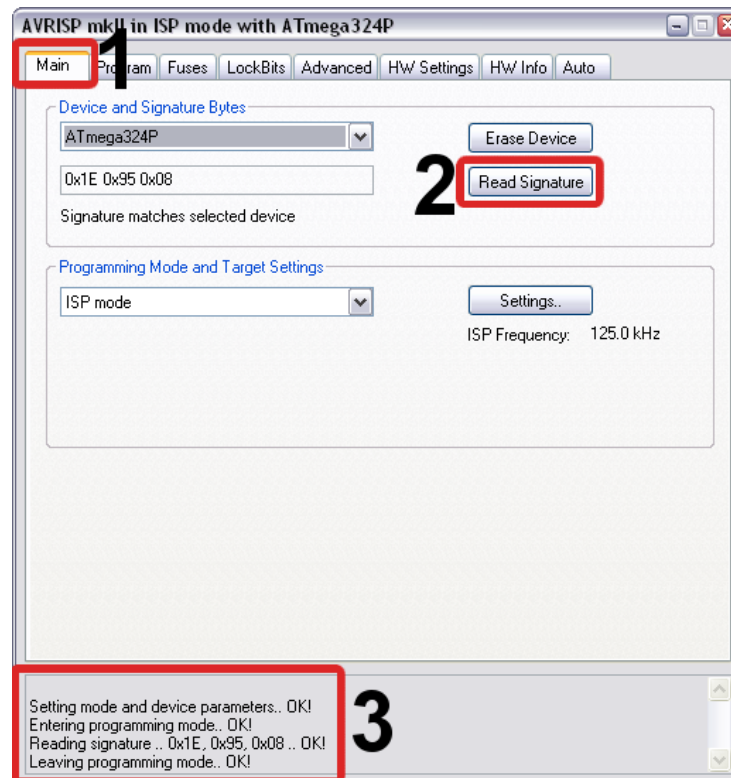 AVRISP mkII in ISP mode with ATmega324P
1
Main Program Fuses LockBits Advanced HW Settings HW Info Auto
Device and Signature Bytes
ATmega324P Erase Device
0x1E 0x95 0x08 2 Read Signature
Signature matches selected device
Programming Mode and Target Settings
ISP mode Settings..
ISP Frequency: 125.0 kHz
3
Setting mode and device parameters.. OK!
Entering programming mode.. OK!
Reading signature .. 0x1E, 0x95, 0x08 .. OK!
Leaving programming mode.. OK!